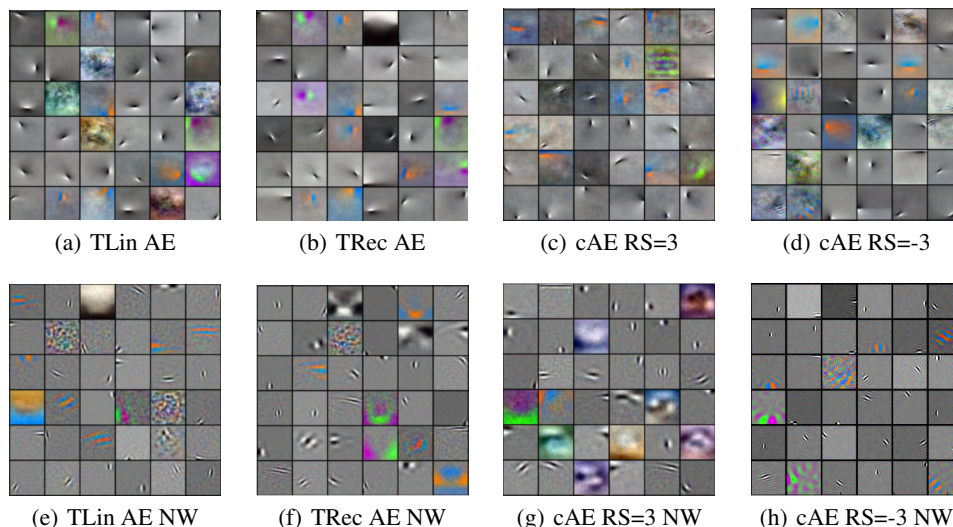 (a) TLin AE (b) TRec AE (c) cAE RS=3 (d) cAE RS=-3
(e) TLin AE NW (f) TRec AE NW (g) cAE RS=3 NW (h) cAE RS=-3 NW